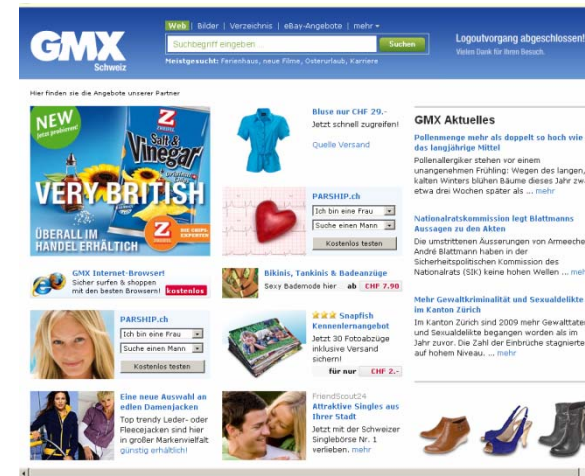 Web | Bilder | Verzeichnis | eBay-Angebote | mehr
GMX
Schweiz
Suchbegriff eingeben ...
Suchen
Meistgesucht: Ferienhaus, neue Filme, Osterurlaub, Karriere
Logoutvorgang abgeschlossen!
Vielen Dank für Ihren Besuch.
Hier finden sie die Angebote unserer Partner
NEW
Jetzt probieren!
ZWEIFEL
Salt &
Vinegar
VERY BRITISH
ÜBERALL IM
HANDEL ERHÄLTLICH
Z
ZWEIFEL
DIE CHIPS-
EXPERTEN
Bluse nur CHF 29.-
Jetzt schnell zugreifen!
Quelle Versand
PARSHIP.ch
Ich bin eine Frau
Suche einen Mann
Kostenlos testen
GMX Internet-Browser!
Sicher surfen & shoppen
mit den besten Browsern! kostenlos
Bikinis, Tankinis & Badeanzüge
Sexy Bademode hier ab CHF 7.90
PARSHIP.ch
Ich bin eine Frau
Suche einen Mann
Kostenlos testen
Snapfish
Kennenlernangebot
Jetzt 30 Fotoabzüge
inklusive Versand
sichern!
für nur CHF 2.-
Eine neue Auswahl an
edlen Damenjacken
Top trendy Leder- oder
Fleecejacken sind hier
in großer Markenvielfalt
günstig erhältlich!
FriendScout24
Attraktive Singles aus
Ihrer Stadt
Jetzt mit der Schweizer
Singlebörse Nr. 1
verlieben. mehr
GMX Aktuelles
Pollenmenge mehr als doppelt so hoch wie
das langjährige Mittel
Pollenallergiker stehen vor einem
unangenehmen Frühling: Wegen des langen,
kalten Winters blühen Bäume dieses Jahr zwar
etwa drei Wochen später als ... mehr
Nationalratskommission legt Blattmanns
Aussagen zu den Akten
Die umstrittenen Äusserungen von Armeechef
André Blattmann haben in der
Sicherheitspolitischen Kommission des
Nationalrats (SIK) keine hohen Wellen ... mehr
Mehr Gewaltkriminalität und Sexualdelikte
im Kanton Zürich
Im Kanton Zürich sind 2009 mehr Gewalttaten
und Sexualdelikte begangen worden als im
Jahr zuvor. Die Zahl der Einbrüche stagnierte
auf hohem Niveau. ... mehr